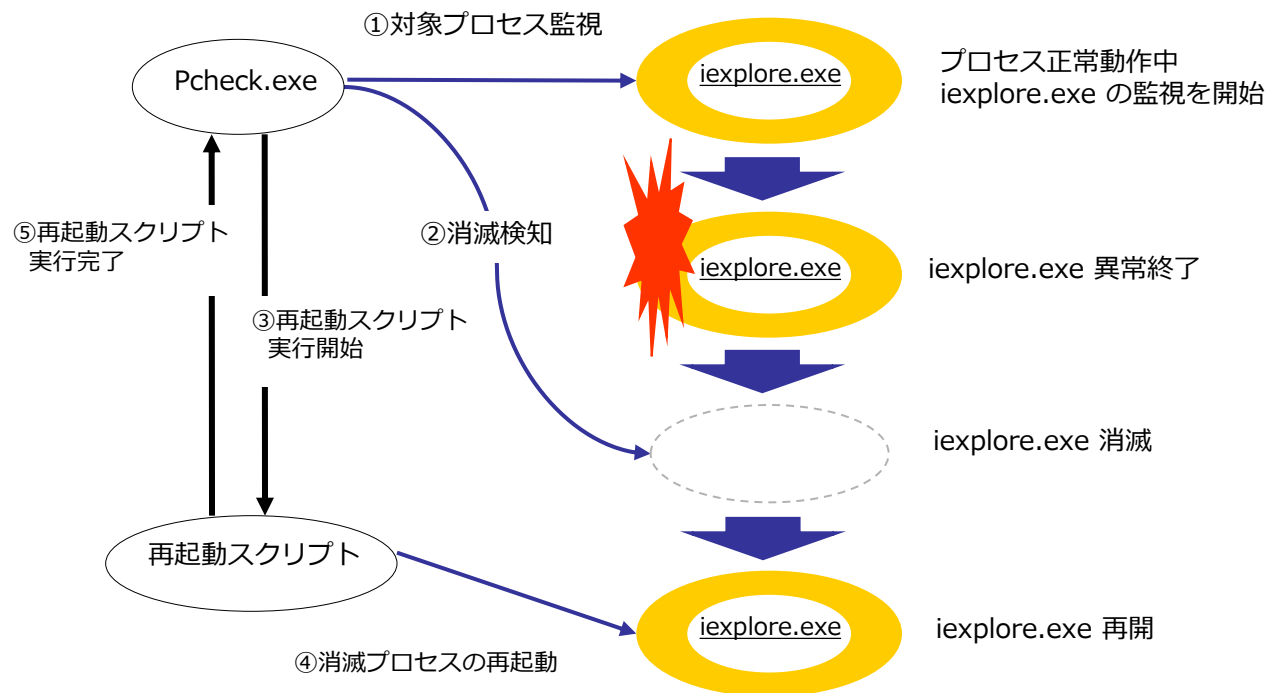 ①対象プロセス監視
Pcheck.exe
iexplore.exe
プロセス正常動作中
iexplore.exe の監視を開始
⑤再起動スクリプト
実行完了
②消滅検知
iexplore.exe
iexplore.exe 異常終了
③再起動スクリプト
実行開始
iexplore.exe 消滅
再起動スクリプト
iexplore.exe
iexplore.exe 再開
④消滅プロセスの再起動